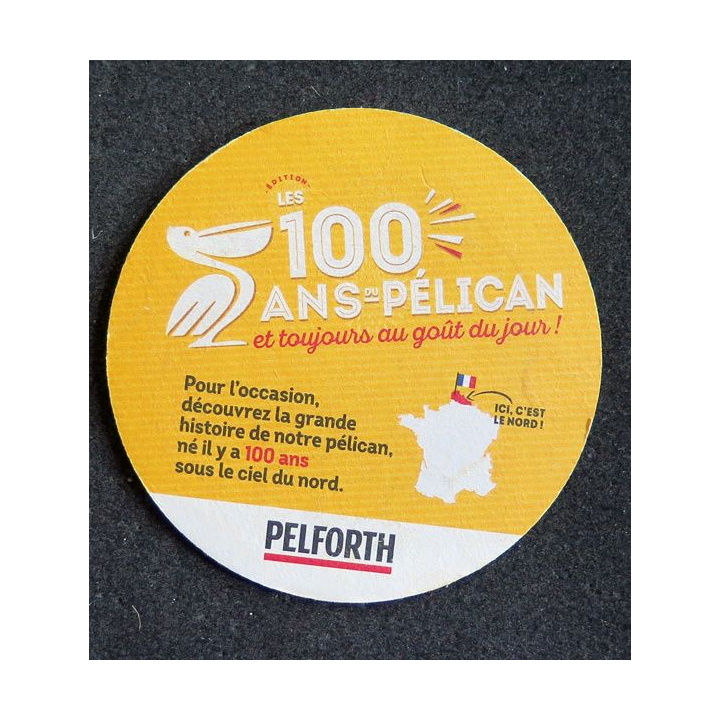 -ÉDITION-
LES
100
ANS DU PÉLICAN
et toujours au goût du jour !
Pour l'occasion,
découvrez la grande
histoire de notre pélican,
né il y a 100 ans
sous le ciel du nord.
ICI, C'EST
LE NORD !
PELFORTH